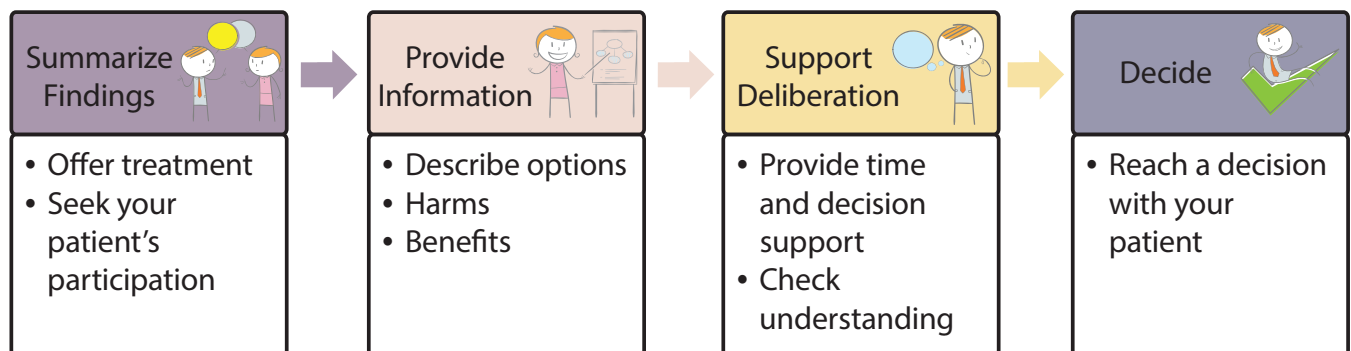 Summarize
Findings
• Offer treatment
• Seek your
patient’s
participation
Provide
Information
• Describe options
• Harms
• Benefits
Support
Deliberation
• Provide time
and decision
support
• Check
understanding
Decide
• Reach a decision
with your
patient